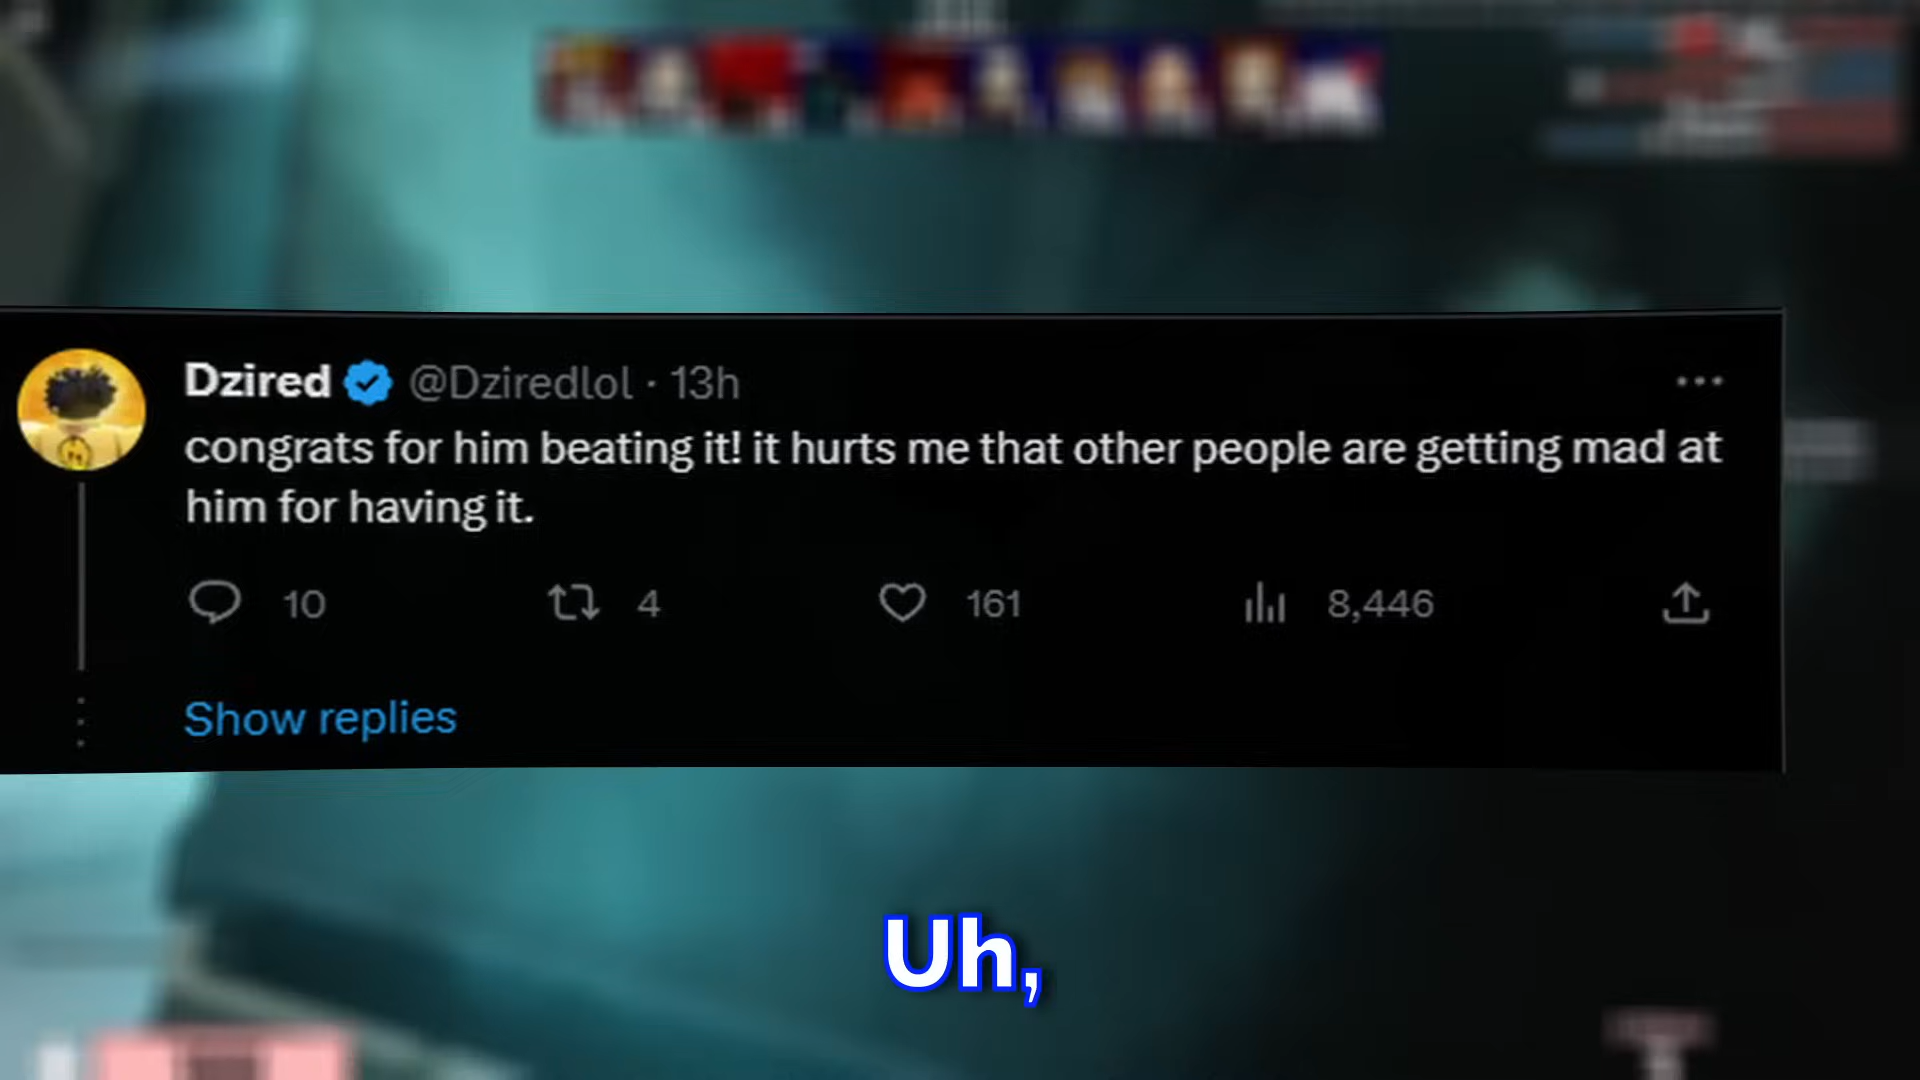 Dzired @Dziredlol · 13h
congrats for him beating it! it hurts me that other people are getting mad at
him for having it.
10 4 161 8,446
Show replies
Uh,